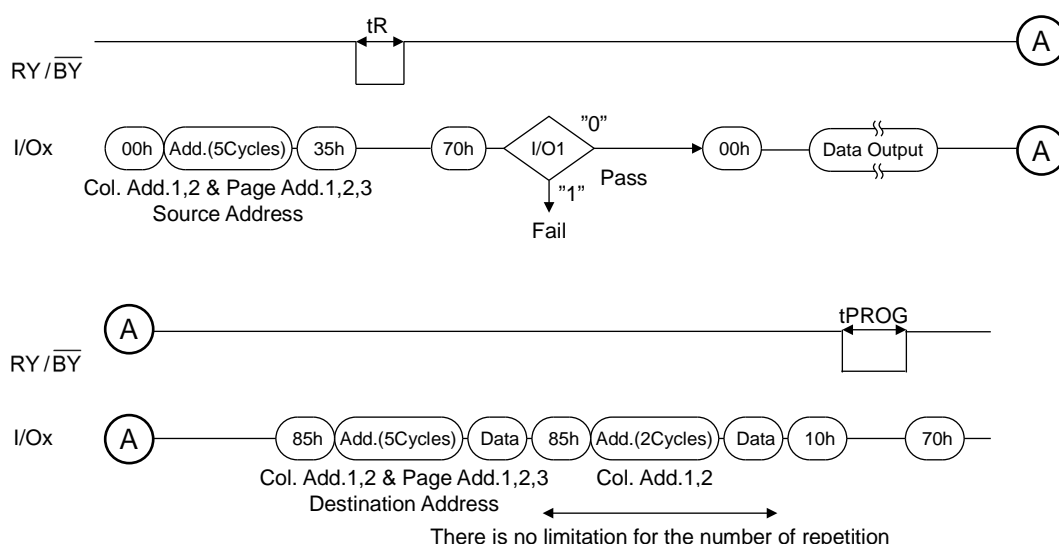 tR
RY/BY
A
I/Ox
00h Add.(5Cycles) 35h 70h I/O1 "0" 00h Data Output A
Pass
"1"
Col. Add.1,2 & Page Add.1,2,3
Source Address
Fail
A
tPROG
RY/BY
I/Ox
A 85h Add.(5Cycles) Data 85h Add.(2Cycles) Data 10h 70h
Col. Add.1,2 & Page Add.1,2,3 Col. Add.1,2
Destination Address
There is no limitation for the number of repetition